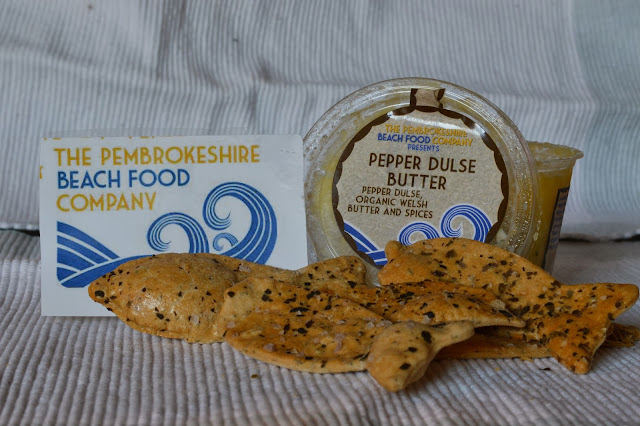 THE PEMBROKESHIRE
BEACH FOOD
COMPANY
THE PEMBROKESHIRE
BEACH FOOD COMPANY
PRESENTS
PEPPER DULSE
BUTTER
PEPPER DULSE,
ORGANIC WELSH
BUTTER AND SPICES